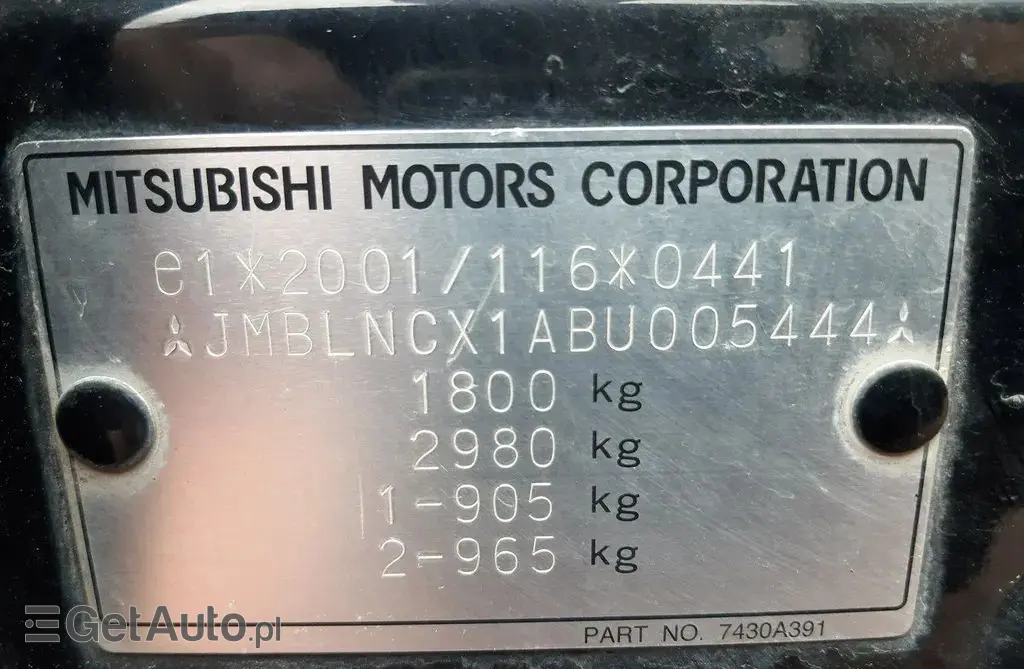 MITSUBISHI MOTORS CORPORATION
e1*2001/116*0441
JMBLNCX1ABU005444
1800 kg
2980 kg
1-905 kg
2-965 kg
PART NO. 7430A391
GetAuto.pl